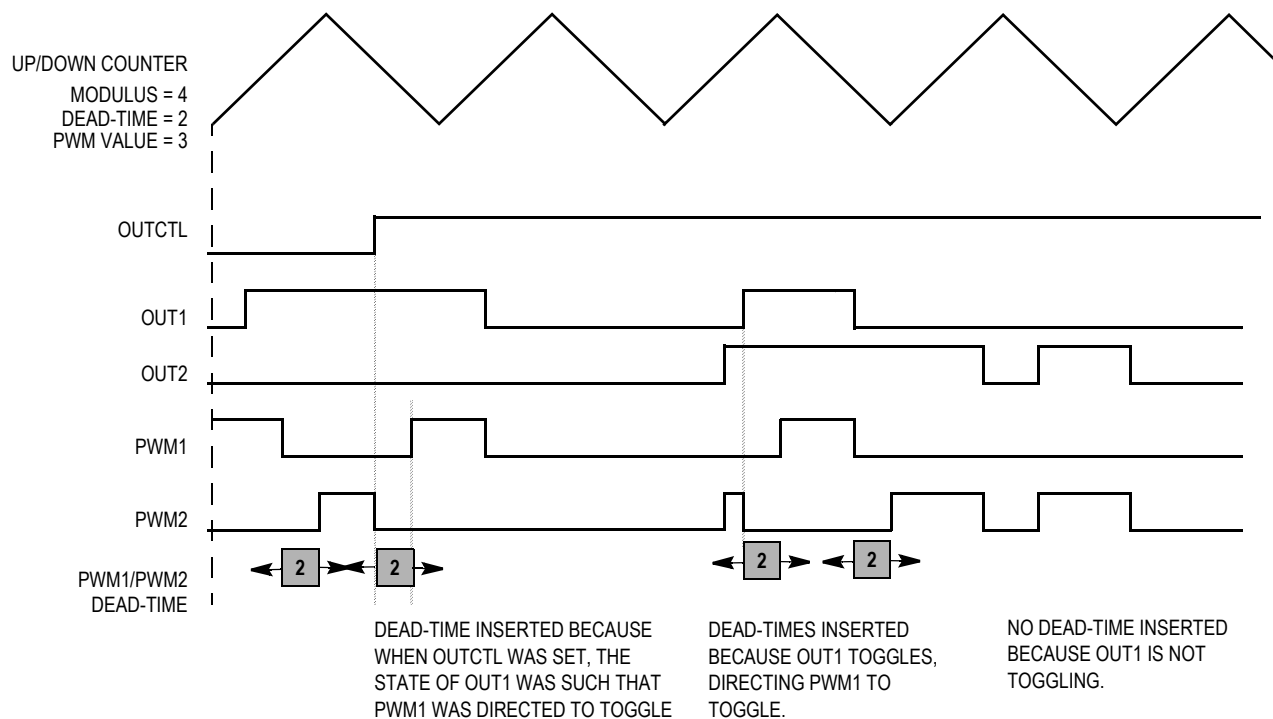 UP/DOWN COUNTER
MODULUS = 4
DEAD-TIME = 2
PWM VALUE = 3
OUTCTL
OUT1
OUT2
PWM1
PWM2
PWM1/PWM2
DEAD-TIME
2
2
2
2
DEAD-TIME INSERTED BECAUSE
WHEN OUTCTL WAS SET, THE
STATE OF OUT1 WAS SUCH THAT
PWM1 WAS DIRECTED TO TOGGLE
DEAD-TIMES INSERTED
BECAUSE OUT1 TOGGLES,
DIRECTING PWM1 TO
TOGGLE.
NO DEAD-TIME INSERTED
BECAUSE OUT1 IS NOT
TOGGLING.